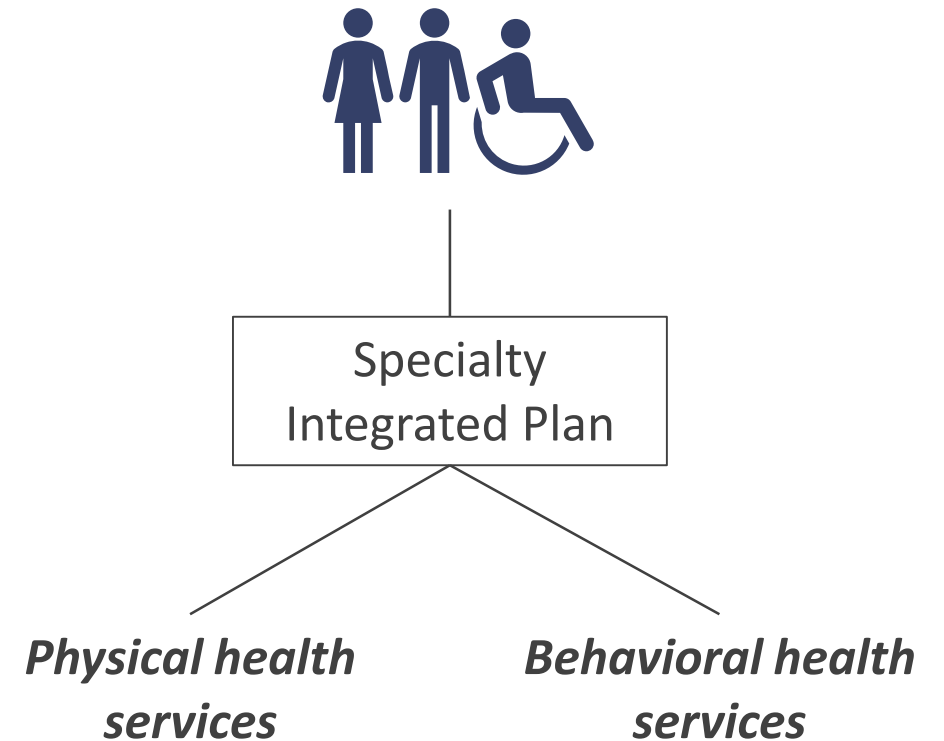 Specialty
Integrated Plan
Physical health
services
Behavioral health
services